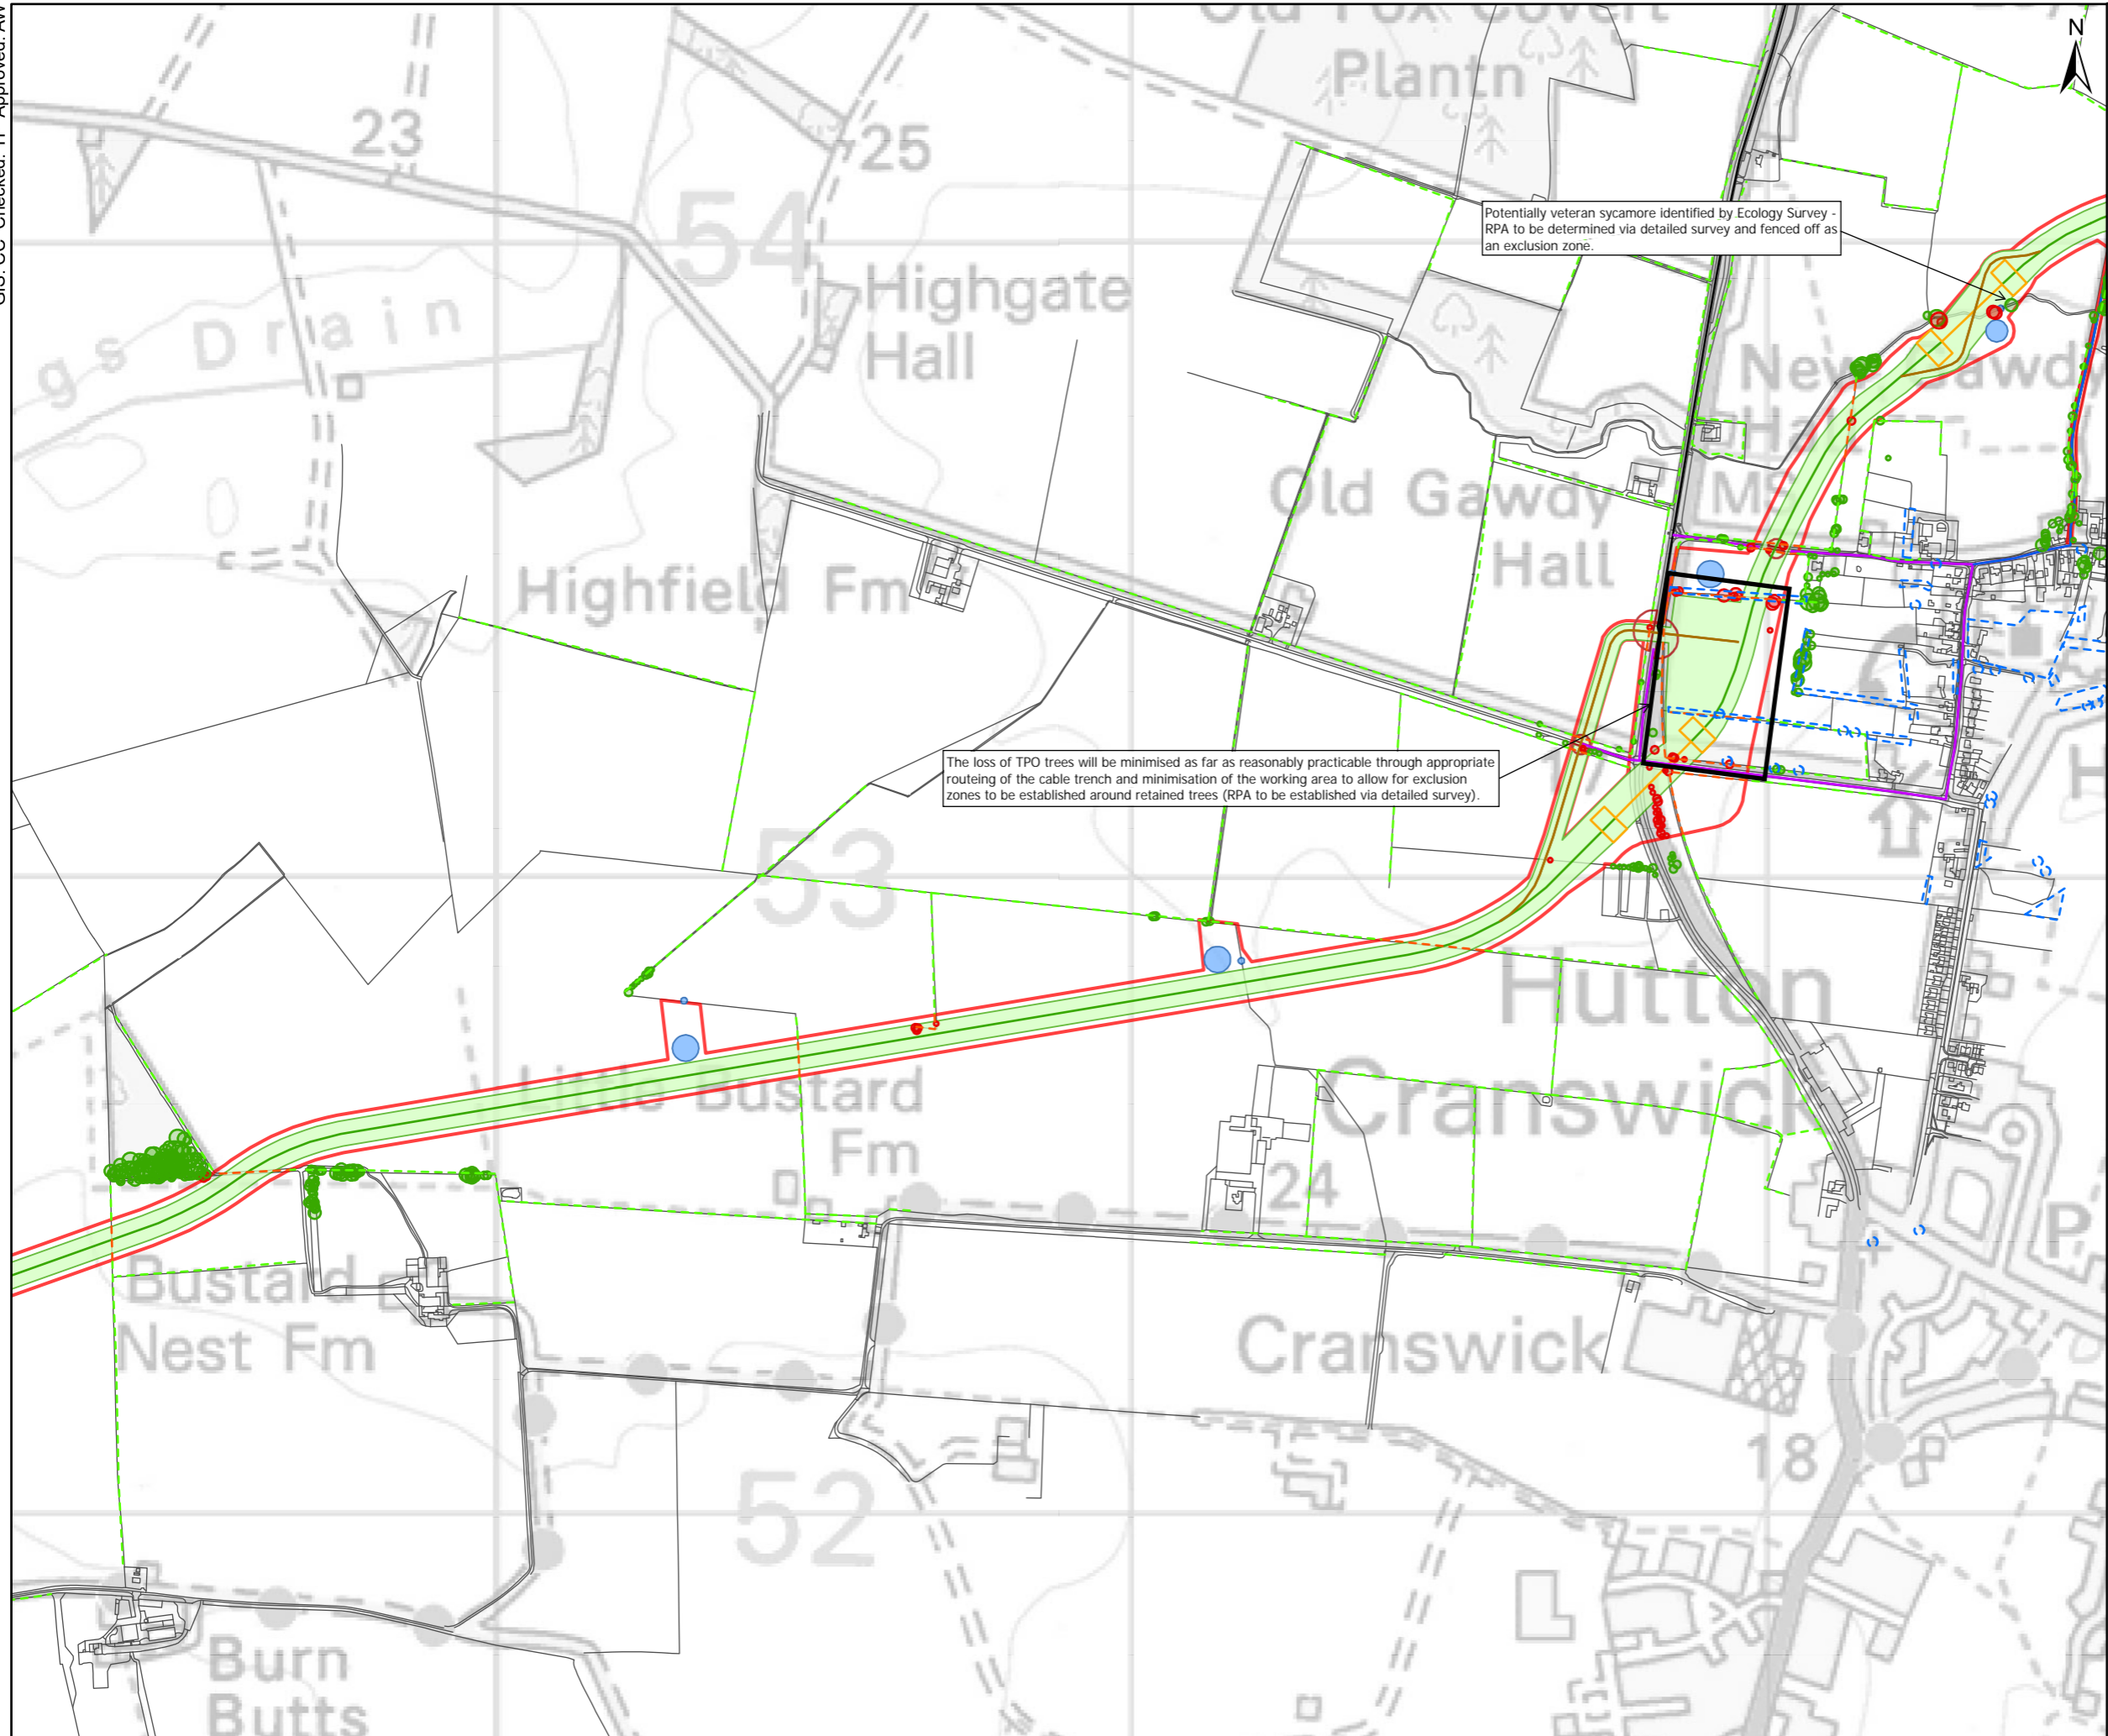 Plantn
N
23
25
54
Potentially veteran sycamore identified by Ecology Survey -
RPA to be determined via detailed survey and fenced off as
an exclusion zone.
Highgate
Hall
gs Drain
Old Gawdy
Hall
Highfield Fm
The loss of TPO trees will be minimised as far as reasonably practicable through appropriate
routeing of the cable trench and minimisation of the working area to allow for exclusion
zones to be established around retained trees (RPA to be established via detailed survey).
17
53
Hutton
Cranswick
Little Bustard
Fm
24
Bustard
Nest Fm
Cranswick
18
52
Burn
Butts